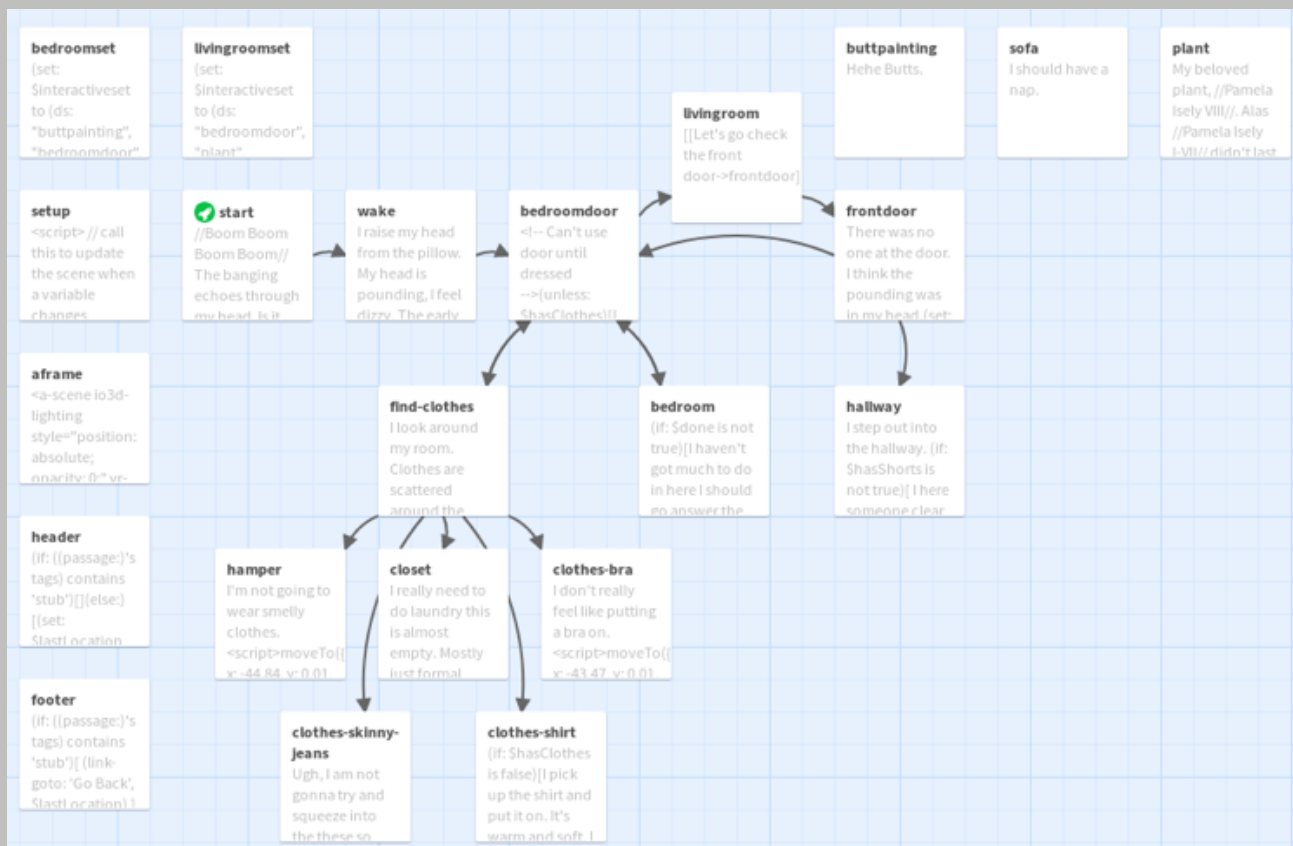 bedroomset
(set:
$interactiveset
to (ds:
"buttpainting",
"bedroomdoor"
livingroomset
(set:
$interactiveset
to (ds:
"bedroomdoor",
"plant"
buttpainting
Hehe Butts.
sofa
I should have a
nap.
plant
My beloved
plant, //Pamela
Isely VIII//. Alas
//Pamela Isely
I-VII// didn't last
livingroom
[[Let's go check
the front
door->frontdoor]
setup
<script> // call
this to update
the scene when
a variable
changes
start
//Boom Boom
Boom Boom//
The banging
echoes through
my head. Is it
wake
I raise my head
from the pillow.
My head is
pounding, I feel
dizzy. The early
bedroomdoor
<!-- Can't use
door until
dressed
-->(unless:
$hasClothes)[I
frontdoor
There was no
one at the door.
I think the
pounding was
in my head.(set:
aframe
<a-scene io3d-
lighting
style="position:
absolute;
opacity: 0;" vr-
find-clothes
I look around
my room.
Clothes are
scattered
around the
bedroom
(if: $done is not
true)[I haven't
got much to do
in here I should
go answer the
hallway
I step out into
the hallway. (if:
$hasShorts is
not true)[ I here
someone clear
header
(if: ((passage:)'s
tags) contains
'stub')[](else:)
[(set:
$lastLocation
hamper
I'm not going to
wear smelly
clothes.
<script>moveTo({
x: -44.84, y: 0.01
closet
I really need to
do laundry this
is almost
empty. Mostly
just formal
clothes-bra
I don't really
feel like putting
a bra on.
<script>moveTo({
x: -43.47, y: 0.01
footer
(if: ((passage:)'s
tags) contains
'stub')[ (link-
goto: 'Go Back',
$lastLocation) ]
clothes-skinny-
jeans
Ugh, I am not
gonna try and
squeeze into
the these so
clothes-shirt
(if: $hasClothes
is false)[I pick
up the shirt and
put it on. It's
warm and soft. I